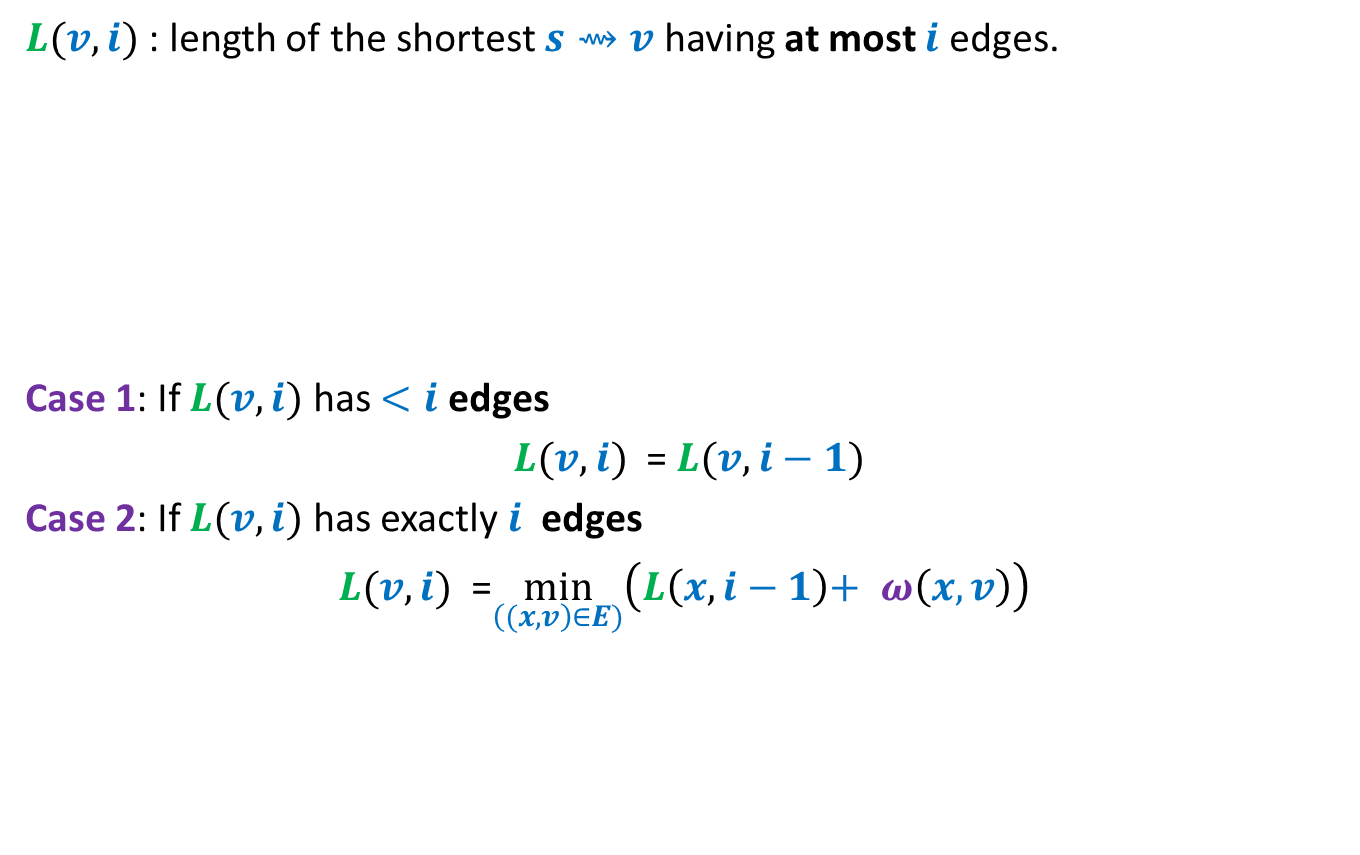 L(v, i) : length of the shortest s ⇝ v having at most i edges.
Case 1: If L(v, i) has < i edges
L(v, i) = L(v, i − 1)
Case 2: If L(v, i) has exactly i edges
L(v, i) = min((x,v)∈E) (L(x, i − 1)+ ω(x, v))